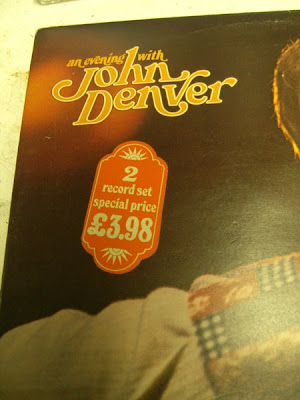 an evening with
John
Denver
2
record set
special price
£3.98